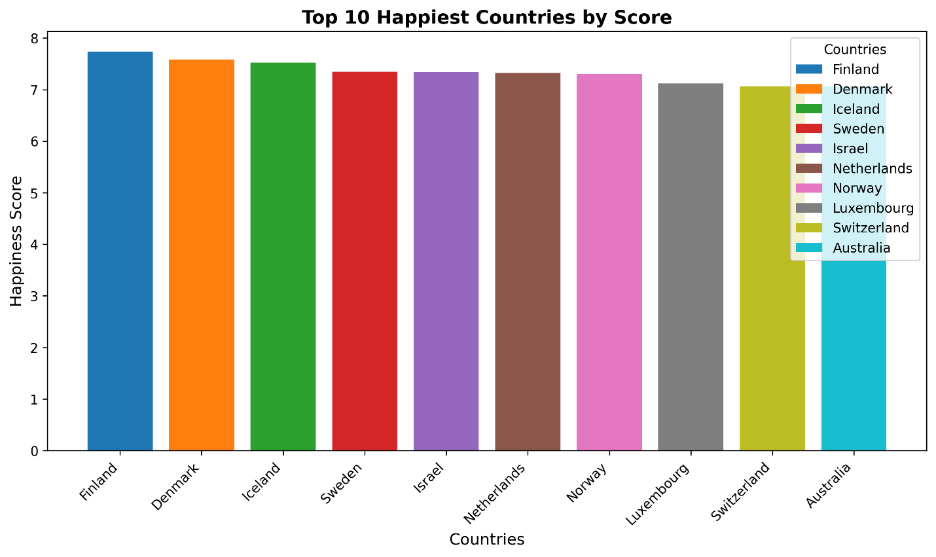 Top 10 Happiest Countries by Score
Happiness Score
8
7
6
5
4
3
2
1
0
Countries
Finland
Denmark
Iceland
Sweden
Israel
Netherlands
Norway
Luxembourg
Switzerland
Australia
Finland
Denmark
Iceland
Sweden
Israel
Netherlands
Norway
Luxembourg
Switzerland
Australia
Countries